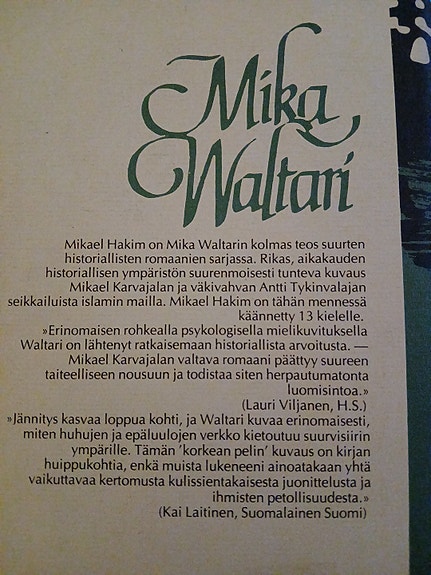 Mika
Waltari
Mikael Hakim on Mika Waltarin kolmas teos suurten
historiallisten romaanien sarjassa. Rikas, aikakauden
historiallisen ympäristön suurenmoisesti tunteva kuvaus
Mikael Karvajalan ja väkivahvan Antti Tykinvalajan
seikkailuista islamin mailla. Mikael Hakim on tähän mennessä
käännetty 13 kielelle.
»Erinomaisen rohkealla psykologisella mielikuvituksella
Waltari on lähtenyt ratkaisemaan historiallista arvoitusta. —
Mikael Karvajalan valtava romaani päättyy suureen
taiteelliseen nousuun ja todistaa siten herpautumatonta
luomisintoa.»
(Lauri Viljanen, H.S.)
»Jännitys kasvaa loppua kohti, ja Waltari kuvaa erinomaisesti,
miten huhujen ja epäluulojen verkko kietoutuu suurvisiirin
ympärille. Tämän 'korkean pelin' kuvaus on kirjan
huippukohtia, enkä muista lukeneeni ainoatakaan yhtä
vaikuttavaa kertomusta kulissientakaisesta juonittelusta ja
ihmisten petollisuudesta.»
(Kai Laitinen, Suomalainen Suomi)